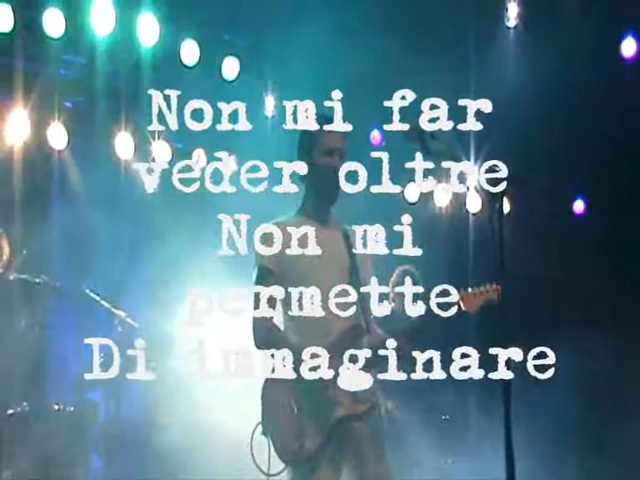 Non mi far
veder oltre
Non mi
permette
Di immaginare